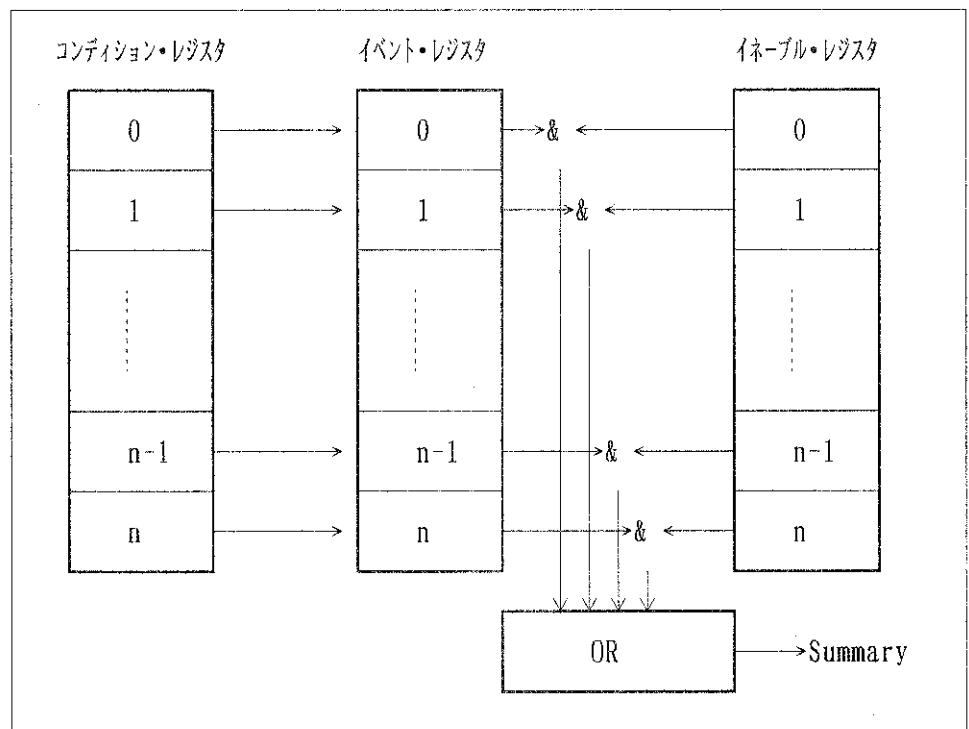 コンディション・レジスタ イベント・レジスタ イネーブル・レジスタ
0 0 & 0
1 1 & 1
n-1 n-1 & n-1
n n & n
OR Summary